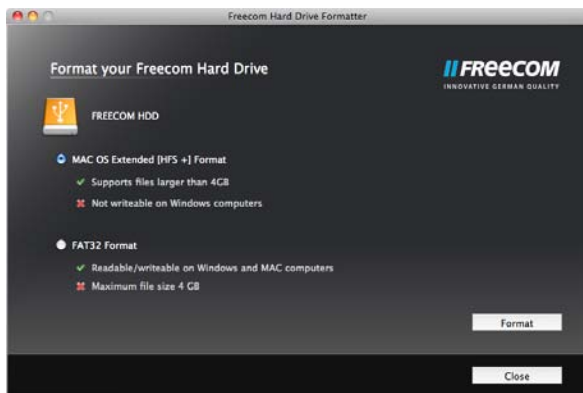 Freecom Hard Drive Formatter
Format your Freecom Hard Drive
FREECOM
INNOVATIVE GERMAN QUALITY
FREECOM HDD
MAC OS Extended [HFS +] Format
Supports files larger than 4GB
Not writeable on Windows computers
FAT32 Format
Readable/writeable on Windows and MAC computers
Maximum file size 4 GB
Format
Close